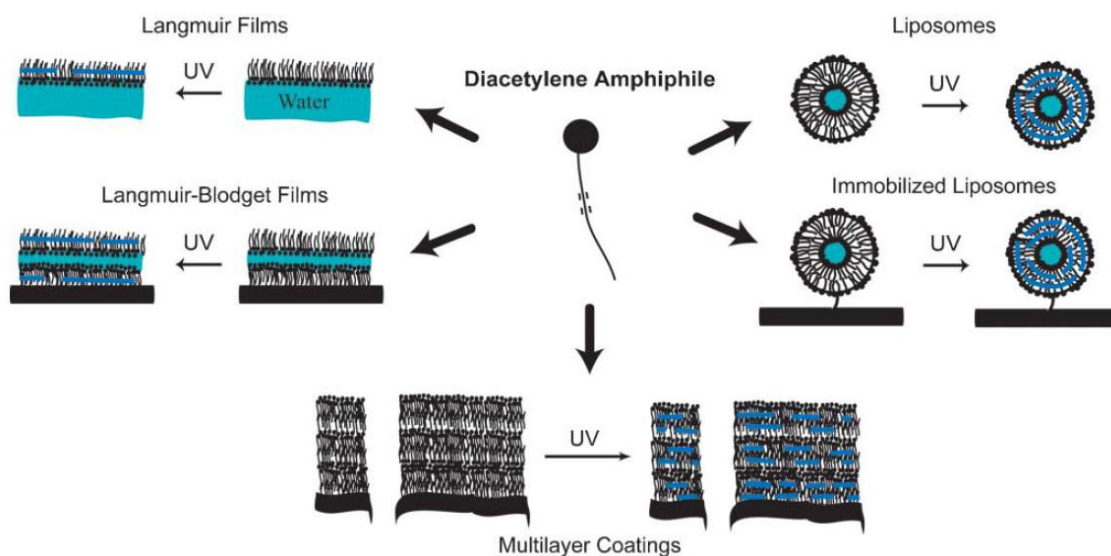 Langmuir Films
Liposomes
UV
Water
Diacetylene Amphiphile
UV
Langmuir-Blodget Films
Immobilized Liposomes
UV
UV
UV
Multilayer Coatings